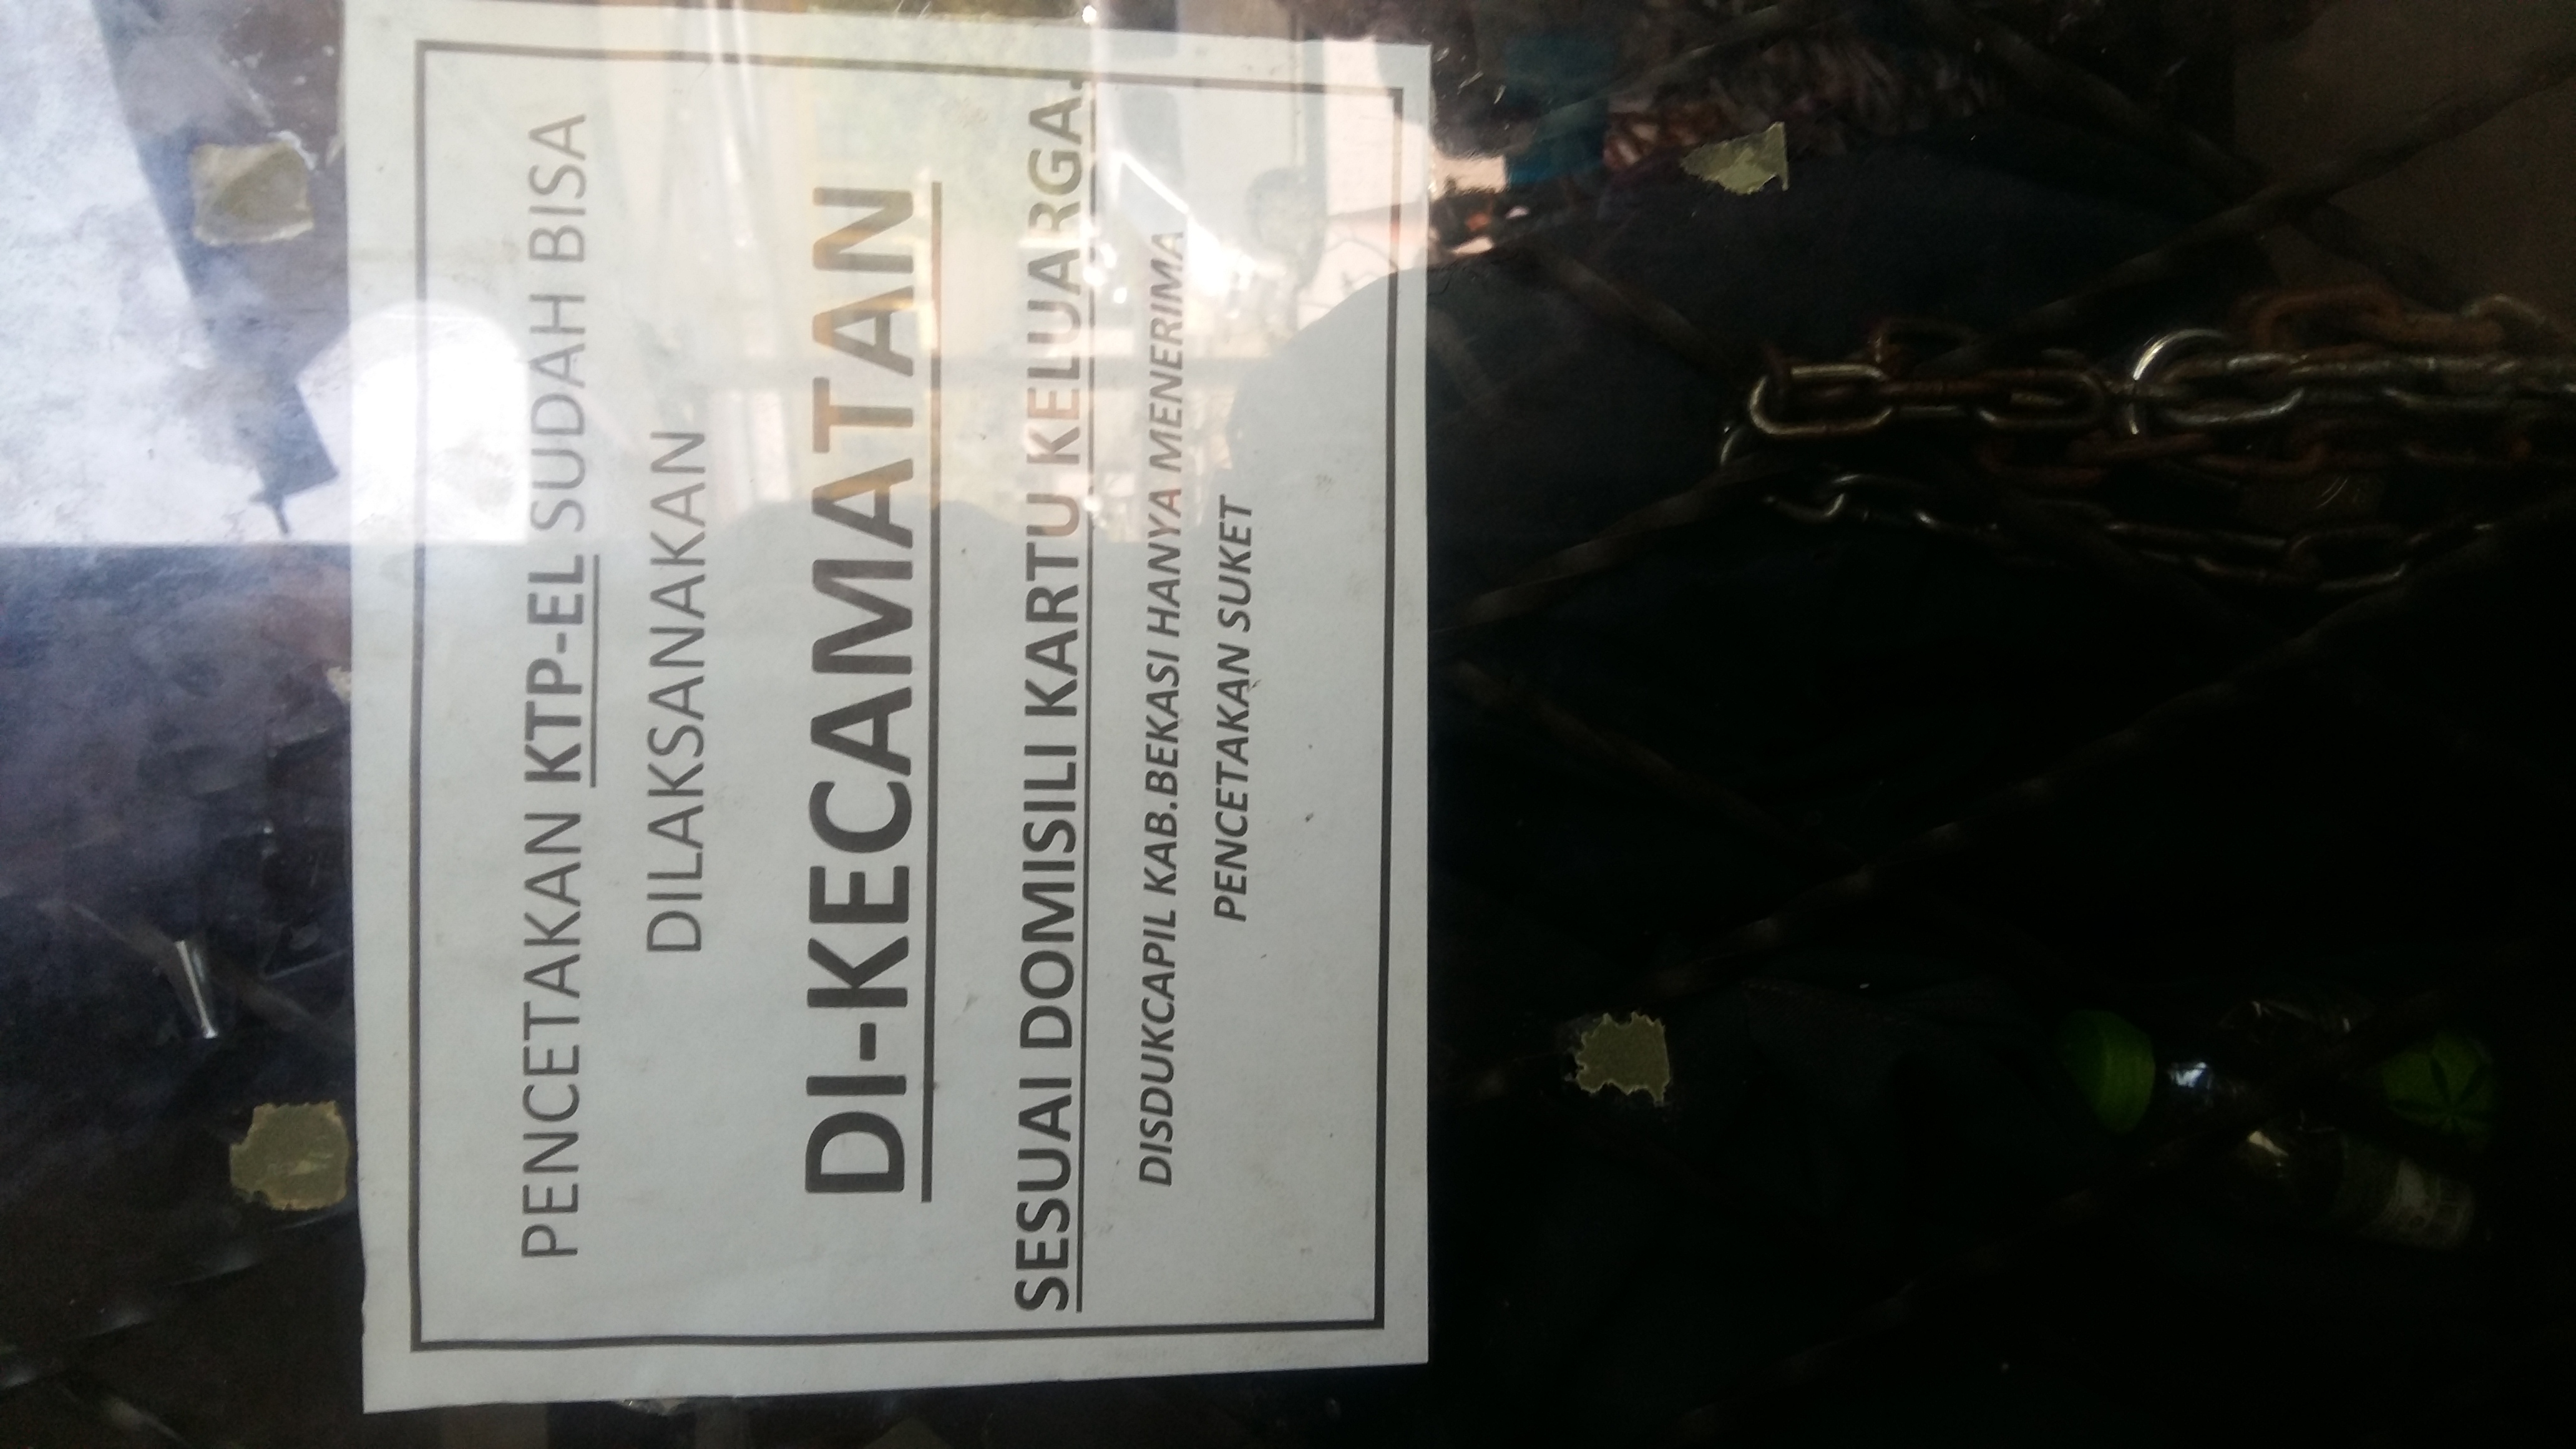 PENCETAKAN KTP-EL SUDAH BISA
DILAKSANAKAN
DI-KECAMATAN
SESUAI DOMISILI KARTU KELUARGA.
DISDUKCAPIL KAB.BEKASI HANYA MENERIMA
PENCETAKAN SUKET